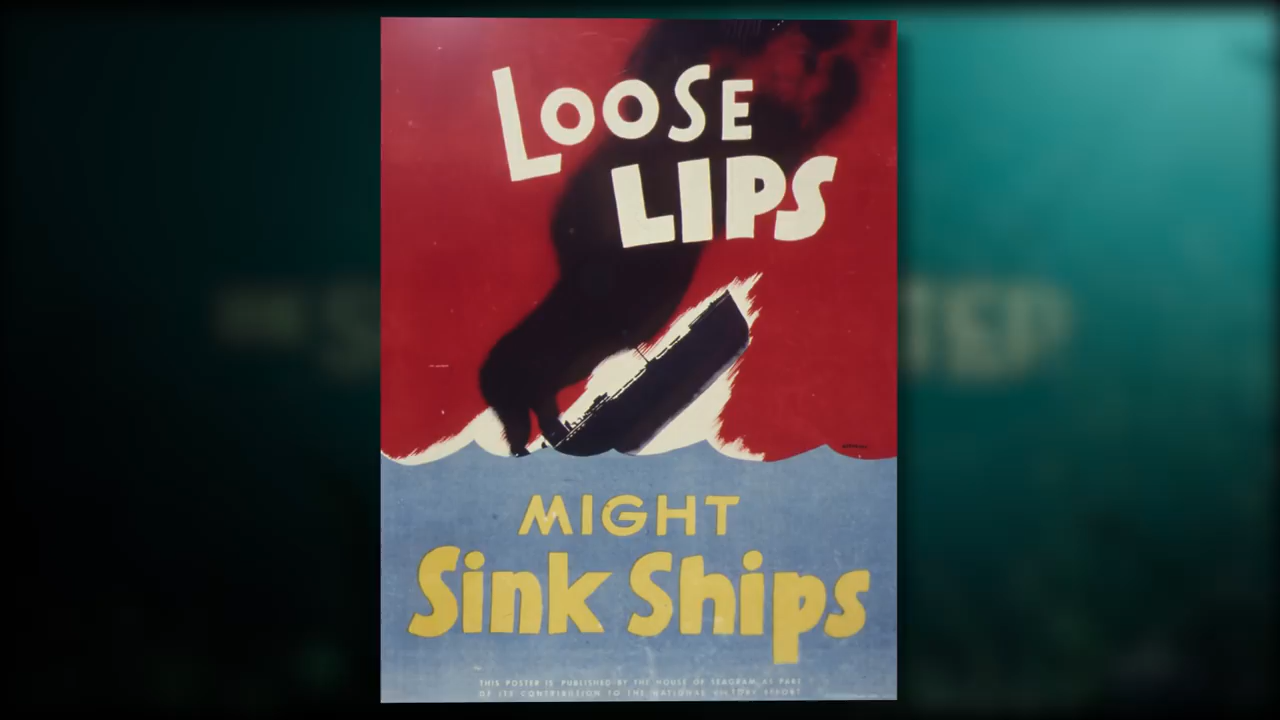 LOOSE
LIPS
MIGHT
Sink Ships
THIS POSTER IS PUBLISHED BY THE HOUSE OF SEAGRAM AS PART
OF ITS CONTRIBUTION TO THE NATIONAL VICTORY EFFORT